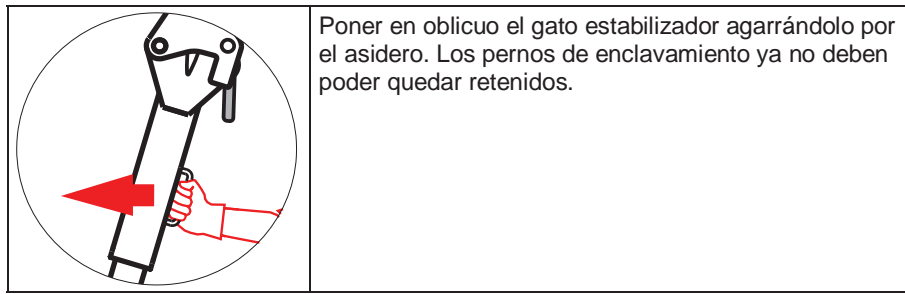 Poner en oblicuo el gato estabilizador agarrándolo por
el asidero. Los pernos de enclavamiento ya no deben
poder quedar retenidos.